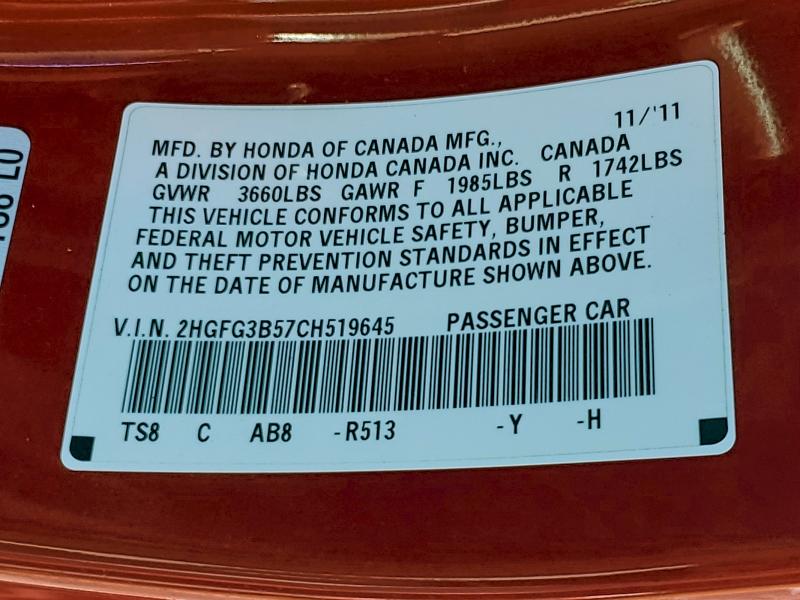 11/'11
MFD. BY HONDA OF CANADA MFG.,
A DIVISION OF HONDA CANADA INC. CANADA
GVWR 3660LBS GAWR F 1985LBS R 1742LBS
THIS VEHICLE CONFORMS TO ALL APPLICABLE
FEDERAL MOTOR VEHICLE SAFETY, BUMPER,
AND THEFT PREVENTION STANDARDS IN EFFECT
ON THE DATE OF MANUFACTURE SHOWN ABOVE.
V.I.N. 2HGFG3B57CH519645 PASSENGER CAR
TS8 C AB8 -R513 -Y -H